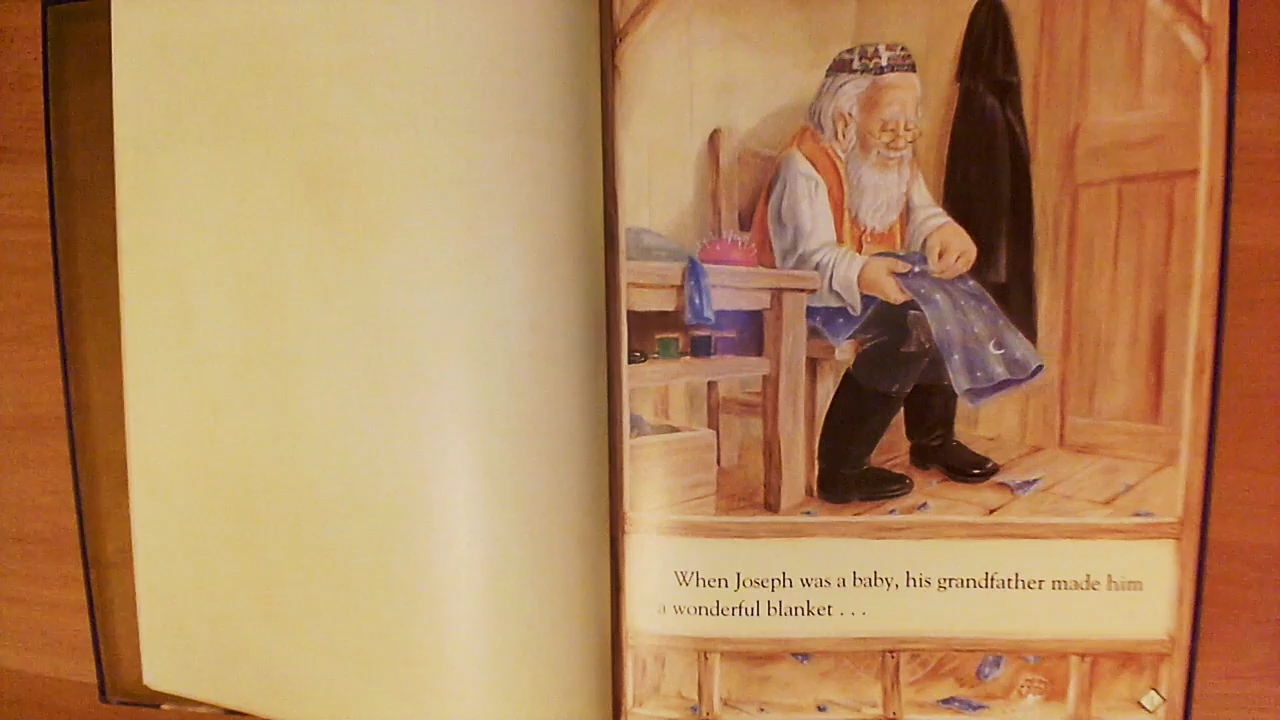 When Joseph was a baby, his grandfather made him
a wonderful blanket . . .